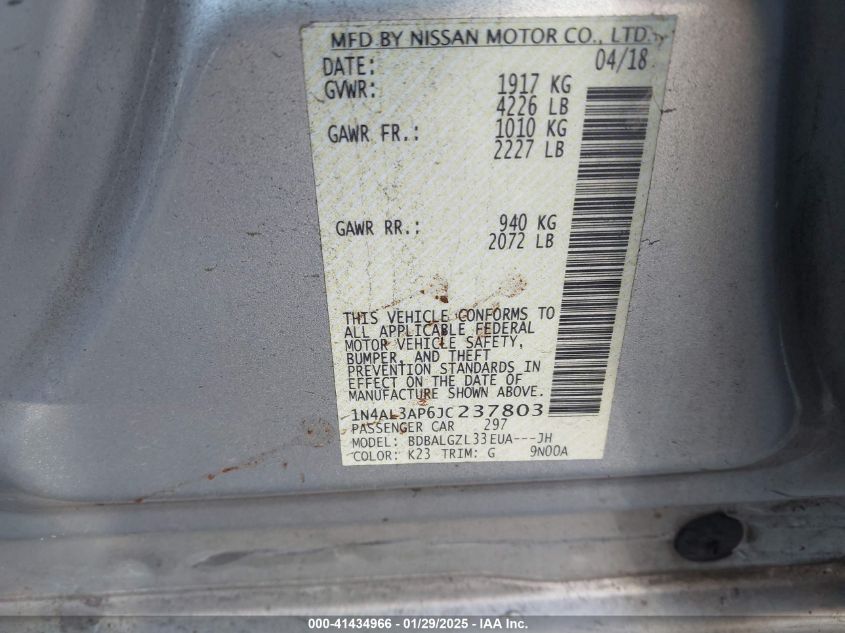 MFD BY NISSAN MOTOR CO., LTD.
DATE: 04/18
GVWR: 1917 KG
4226 LB
GAWR FR.: 1010 KG
2227 LB
GAWR RR.: 940 KG
2072 LB
THIS VEHICLE CONFORMS TO
ALL APPLICABLE FEDERAL
MOTOR VEHICLE SAFETY,
BUMPER, AND THEFT
PREVENTION STANDARDS IN
EFFECT ON THE DATE OF
MANUFACTURE SHOWN ABOVE.
1N4AL3AP6JC237803
PASSENGER CAR 297
MODEL: BDBALGZL33EUA---JH
COLOR: K23 TRIM: G 9N00A
000-41434966 — 01/29/2025 — IAA Inc.